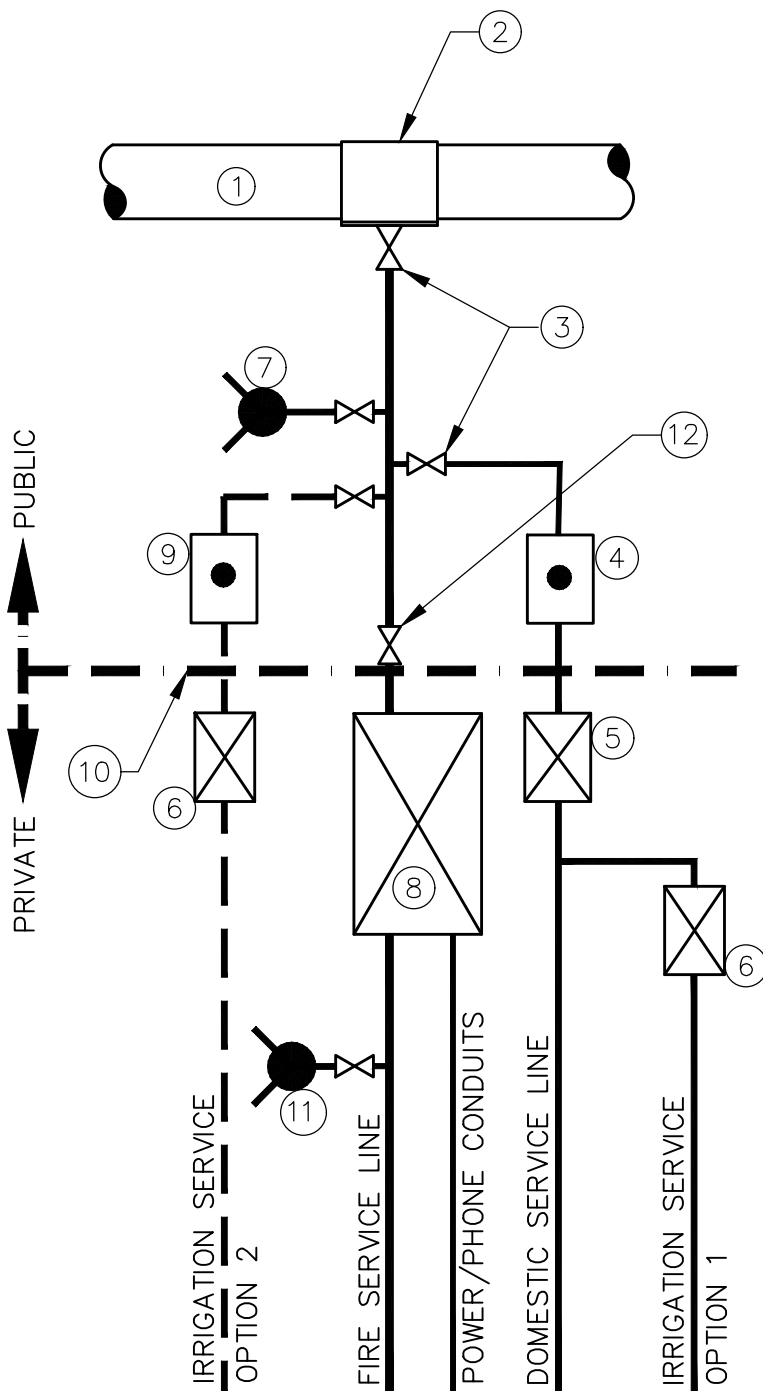 2
1
3
7
12
PUBLIC
9
4
10
5
6
PRIVATE
8
6
11
IRRIGATION SERVICE
OPTION 2
FIRE SERVICE LINE
POWER/PHONE CONDUITS
DOMESTIC SERVICE LINE
IRRIGATION SERVICE
OPTION 1